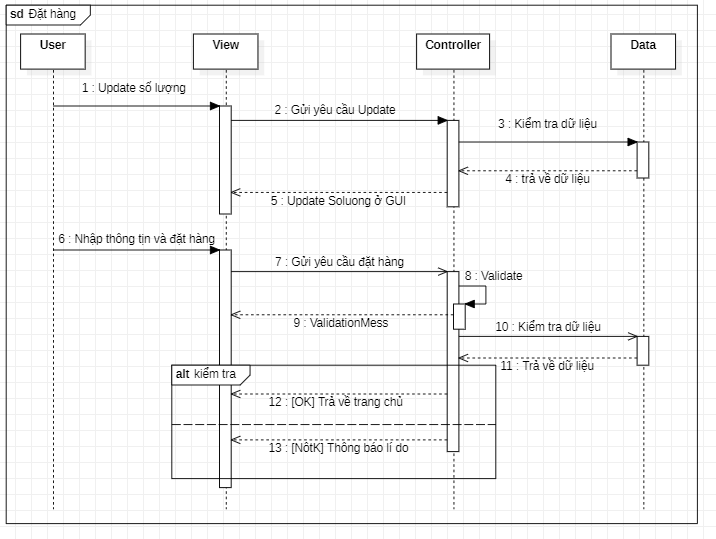 sd Đặt hàng
User
View
Controller
Data
1 : Update số lượng
2 : Gửi yêu cầu Update
3 : Kiểm tra dữ liệu
4 : trả về dữ liệu
5 : Update Soluong ở GUI
6 : Nhập thông tin và đặt hàng
7 : Gửi yêu cầu đặt hàng
8 : Validate
9 : ValidationMess
10 : Kiểm tra dữ liệu
11 : Trả về dữ liệu
alt kiểm tra
12 : [OK] Trả về trang chủ
13 : [NôtK] Thông báo lí do